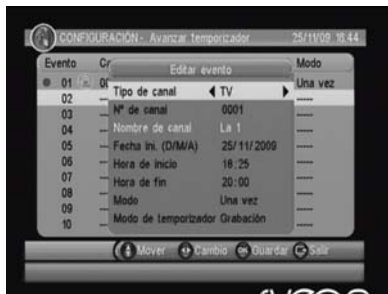 CONFIGURACIÓN - Avanzar temporizador 25/11/09 18:44
Evento Modo
Editar evento
01 Una vez
Tipo de canal TV
02 -----
Nº de canal 0001
03 -----
Nombre de canal La 1
04 -----
Fecha ini. (D/M/A) 25/11/2009
05 -----
Hora de inicio 18:25
06 -----
Hora de fin 20:00
07 -----
Modo Una vez
08 -----
Modo de temporizador Grabación
09 -----
10 -----
Mover Cambio OK Guardar Salir